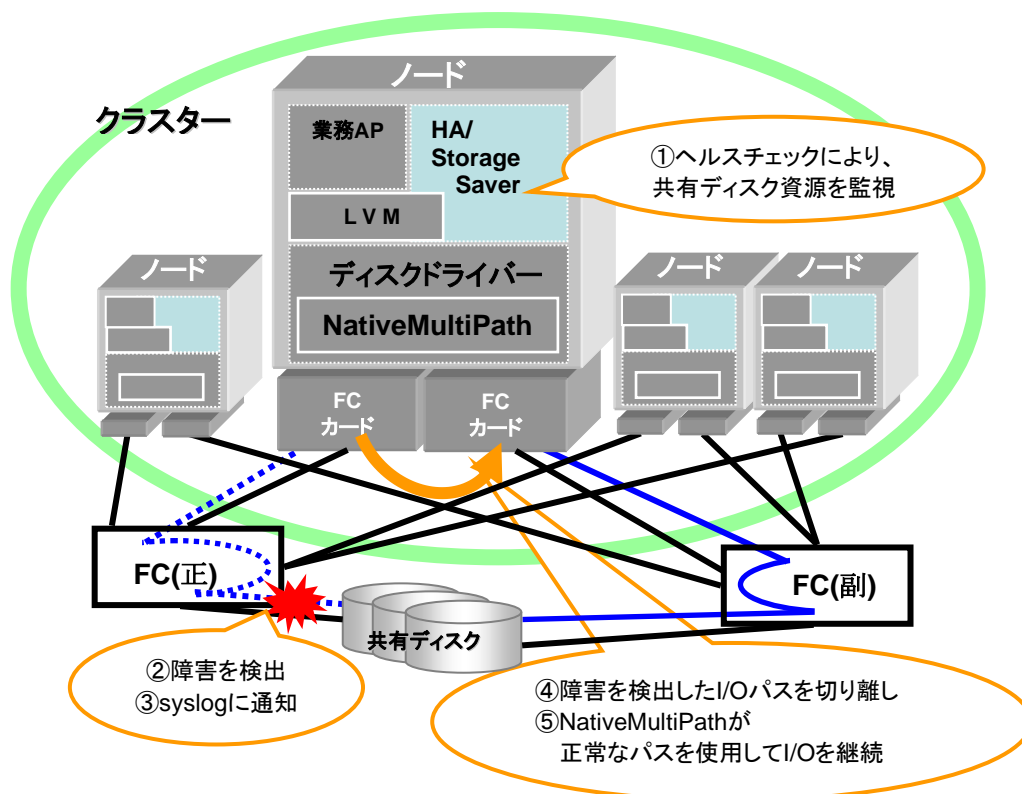 ノード
クラスター
業務AP
HA/
Storage
Saver
ＬＶＭ
①ヘルスチェックにより、
共有ディスク資源を監視
ディスクドライバー
NativeMultiPath
ノード
ノード
ノード
FC
カード
FC
カード
FC(正)
FC(副)
共有ディスク
②障害を検出
③syslogに通知
④障害を検出したI/Oパスを切り離し
⑤NativeMultiPathが
正常なパスを使用してI/Oを継続